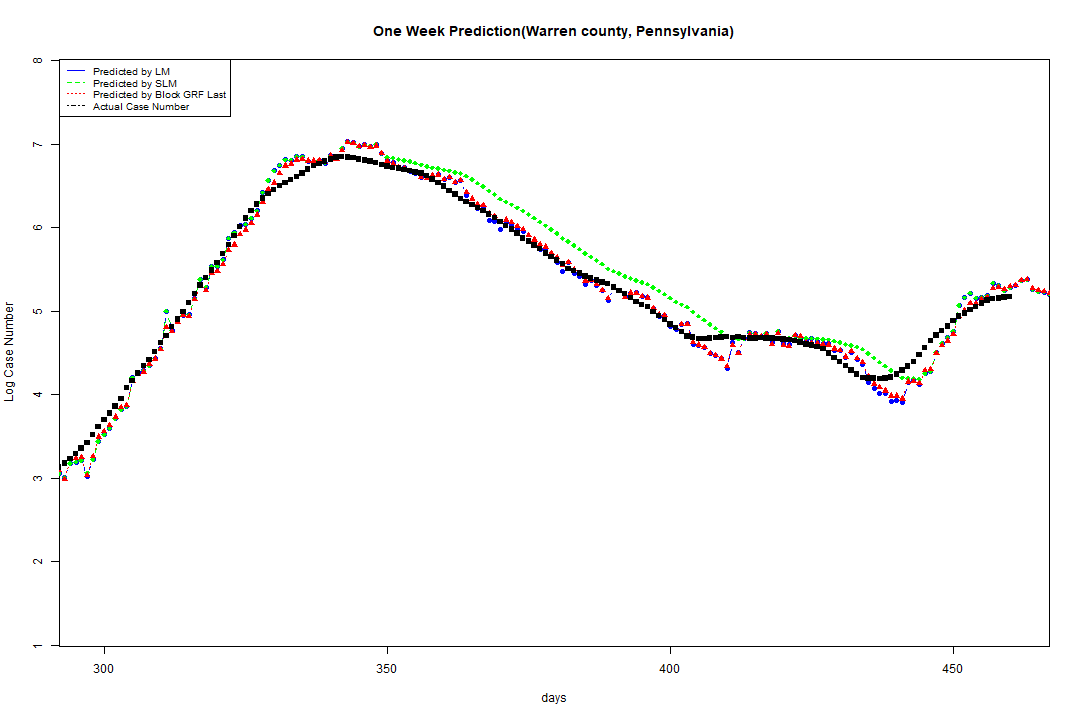 One Week Prediction(Warren county, Pennsylvania)
8
Predicted by LM
Predicted by SLM
Predicted by Block GRF Last
Actual Case Number
7
6
5
4
3
2
1
Log Case Number
300 350 400 450
days